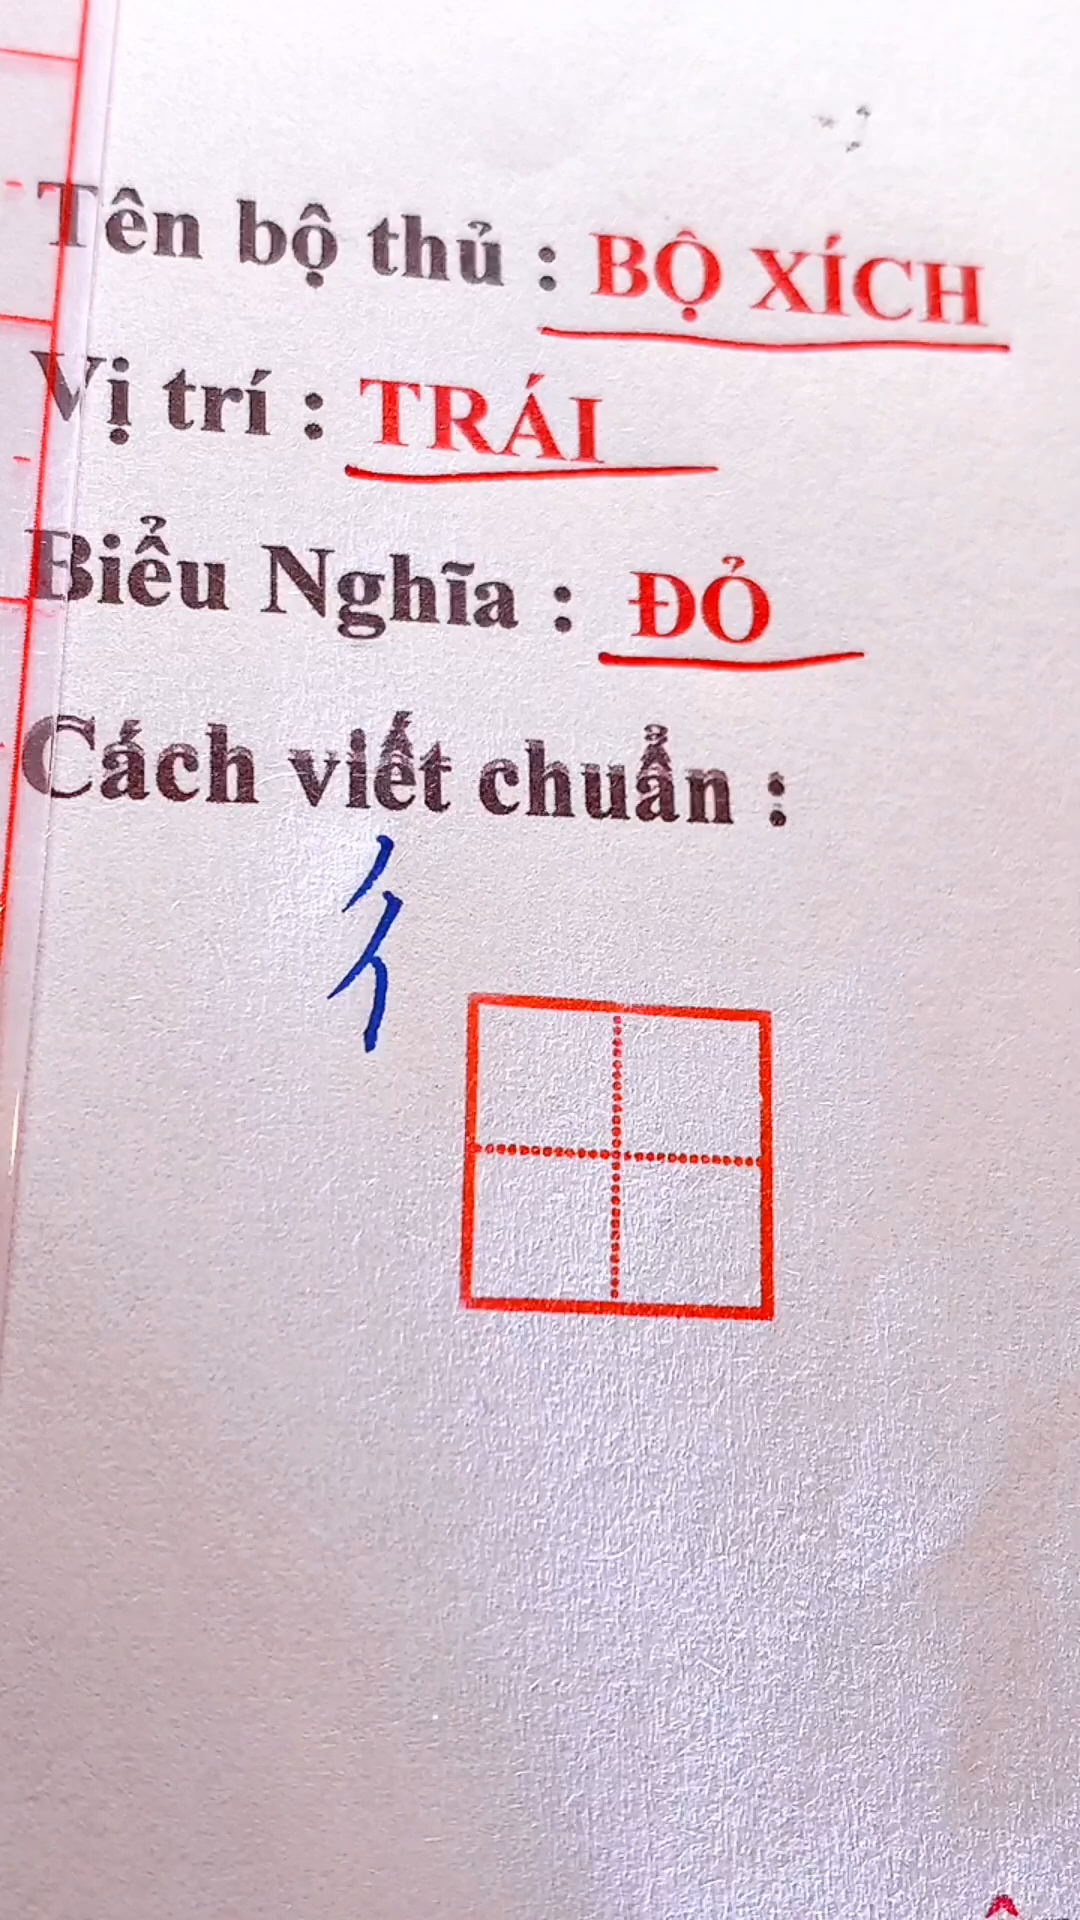 Tên bộ thủ : BỘ XÍCH
Vị trí : TRÁI
Biểu Nghĩa : ĐỎ
Cách viết chuẩn :
彳